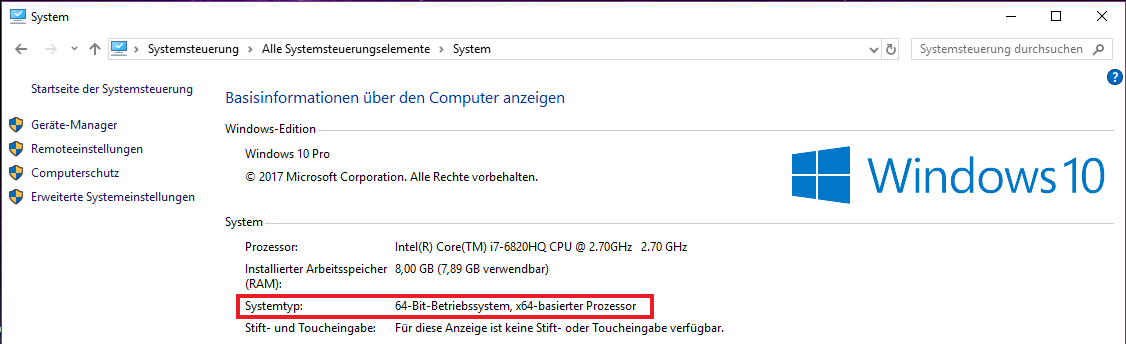 System
Systemsteuerung Alle Systemsteuerungselemente System
Systemsteuerung durchsuchen
Startseite der Systemsteuerung
Geräte-Manager
Remoteeinstellungen
Computerschutz
Erweiterte Systemeinstellungen
?
Basisinformationen über den Computer anzeigen
Windows-Edition
Windows 10 Pro
© 2017 Microsoft Corporation. Alle Rechte vorbehalten.
Windows 10
System
Prozessor: Intel(R) Core(TM) i7-6820HQ CPU @ 2.70GHz 2.70 GHz
Installierter Arbeitsspeicher 8,00 GB (7,89 GB verwendbar)
(RAM):
Systemtyp: 64-Bit-Betriebssystem, x64-basierter Prozessor
Stift- und Toucheingabe: Für diese Anzeige ist keine Stift- oder Toucheingabe verfügbar.